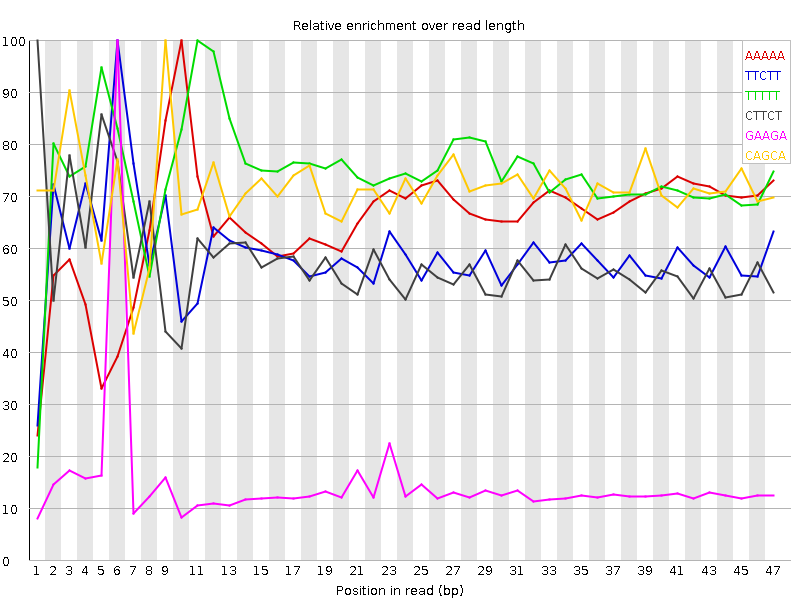 Relative enrichment over read length
100
90
80
70
60
50
40
30
20
10
0
AAAAA
TTCTT
TTTTT
CTTCT
GAAGA
CAGCA
1 2 3 4 5 6 7 8 9 11 13 15 17 19 21 23 25 27 29 31 33 35 37 39 41 43 45 47
Position in read (bp)